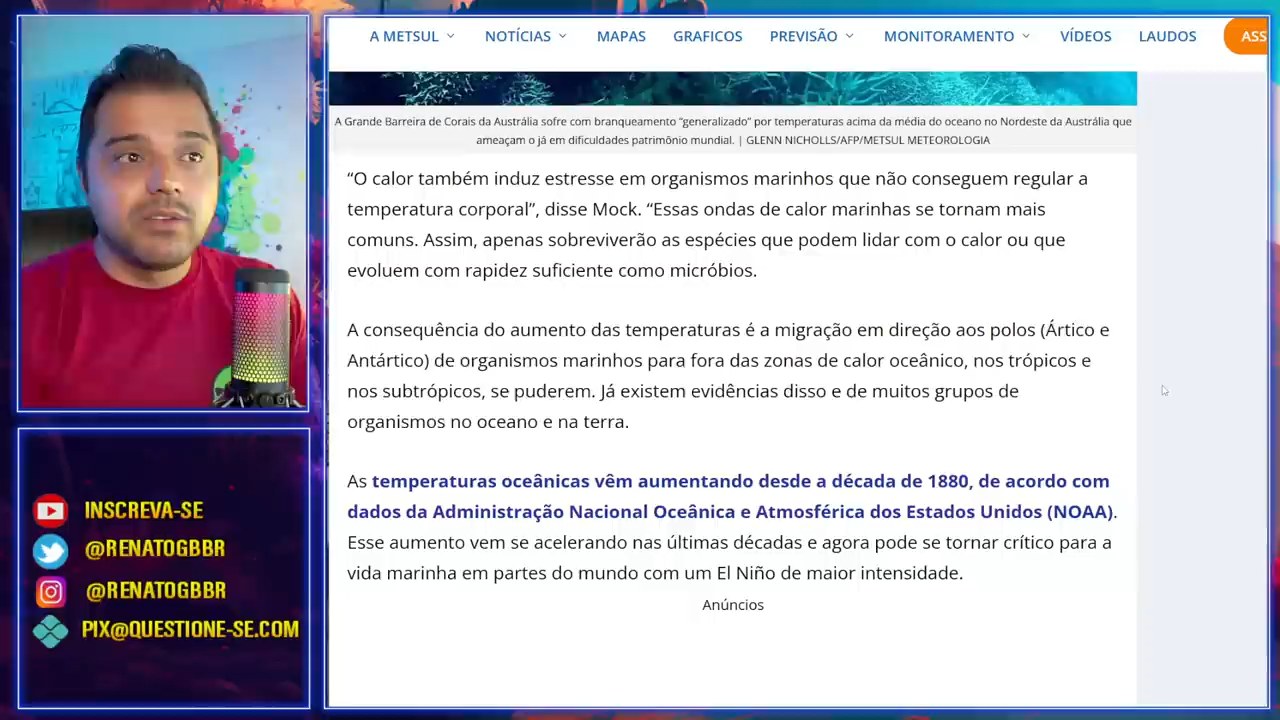 A METSUL
NOTÍCIAS
MAPAS
GRAFICOS
PREVISÃO
MONITORAMENTO
VÍDEOS
LAUDOS
ASS
A Grande Barreira de Corais da Austrália sofre com branqueamento “generalizado” por temperaturas acima da média do oceano no Nordeste da Austrália que
ameaçam o já em dificuldades patrimônio mundial. | GLENN NICHOLLS/AFP/METSUL METEOROLOGIA
“O calor também induz estresse em organismos marinhos que não conseguem regular a
temperatura corporal”, disse Mock. “Essas ondas de calor marinhas se tornam mais
comuns. Assim, apenas sobreviverão as espécies que podem lidar com o calor ou que
evoluem com rapidez suficiente como micróbios.
A consequência do aumento das temperaturas é a migração em direção aos polos (Ártico e
Antártico) de organismos marinhos para fora das zonas de calor oceânico, nos trópicos e
nos subtrópicos, se puderem. Já existem evidências disso e de muitos grupos de
organismos no oceano e na terra.
As temperaturas oceânicas vêm aumentando desde a década de 1880, de acordo com
dados da Administração Nacional Oceânica e Atmosférica dos Estados Unidos (NOAA).
Esse aumento vem se acelerando nas últimas décadas e agora pode se tornar crítico para a
vida marinha em partes do mundo com um El Niño de maior intensidade.
Anúncios
INSCREVA-SE
@RENATOGBBR
@RENATOGBBR
PIX@QUESTIONE-SE.COM